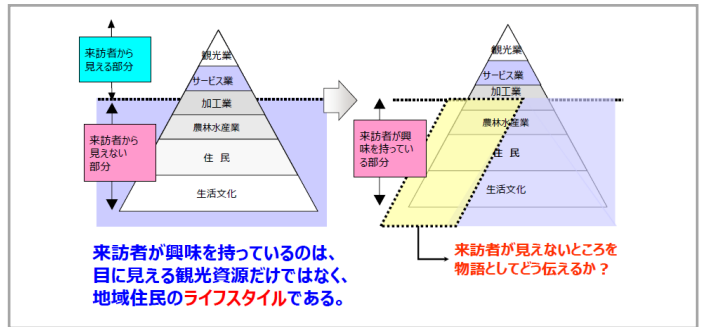 来訪者から
見える部分
来訪者から
見えない
部分
観光業
サービス業
加工業
農林水産業
住 民
生活文化
来訪者が興味を持っているのは、
目に見える観光資源だけではなく、
地域住民のライフスタイルである。
来訪者が興
味を持ってい
る部分
観光業
サービス業
加工業
農林水産業
住 民
生活文化
来訪者が見えないところを
物語としてどう伝えるか？